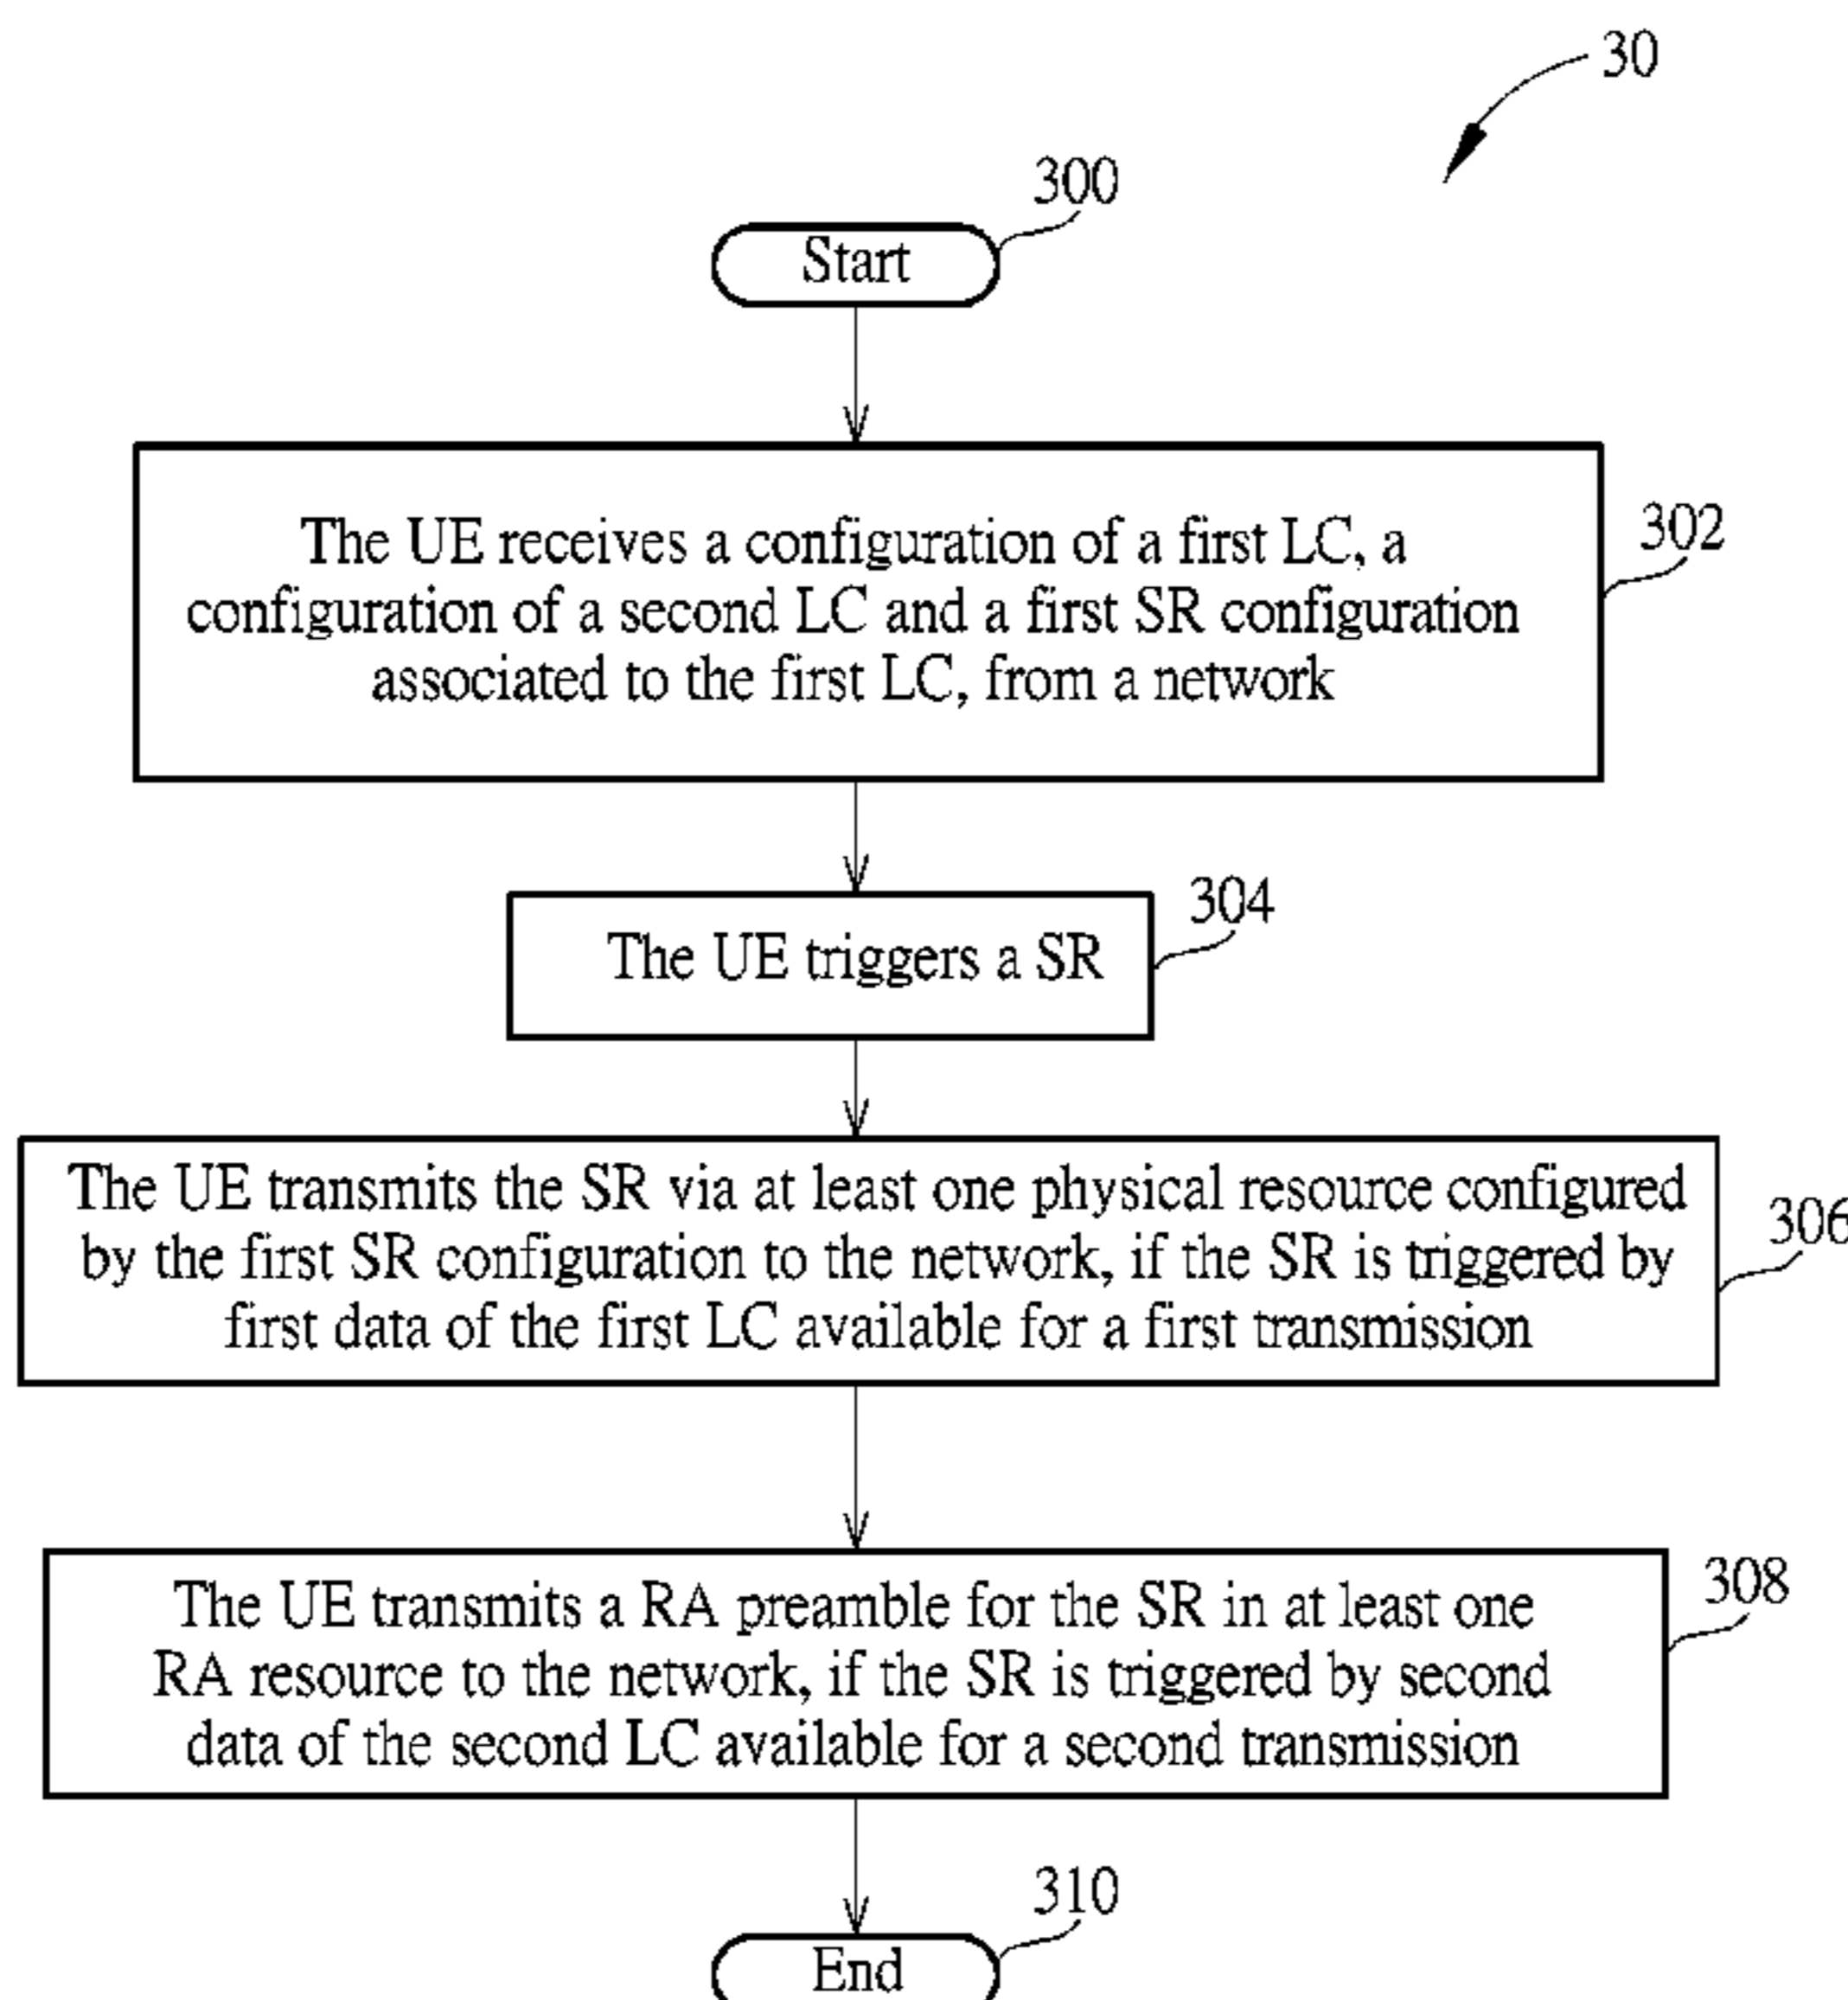 30
300
Start
302
The UE receives a configuration of a first LC, a
configuration of a second LC and a first SR configuration
associated to the first LC, from a network
304
The UE triggers a SR
306
The UE transmits the SR via at least one physical resource configured
by the first SR configuration to the network, if the SR is triggered by
first data of the first LC available for a first transmission
308
The UE transmits a RA preamble for the SR in at least one
RA resource to the network, if the SR is triggered by second
data of the second LC available for a second transmission
310
End